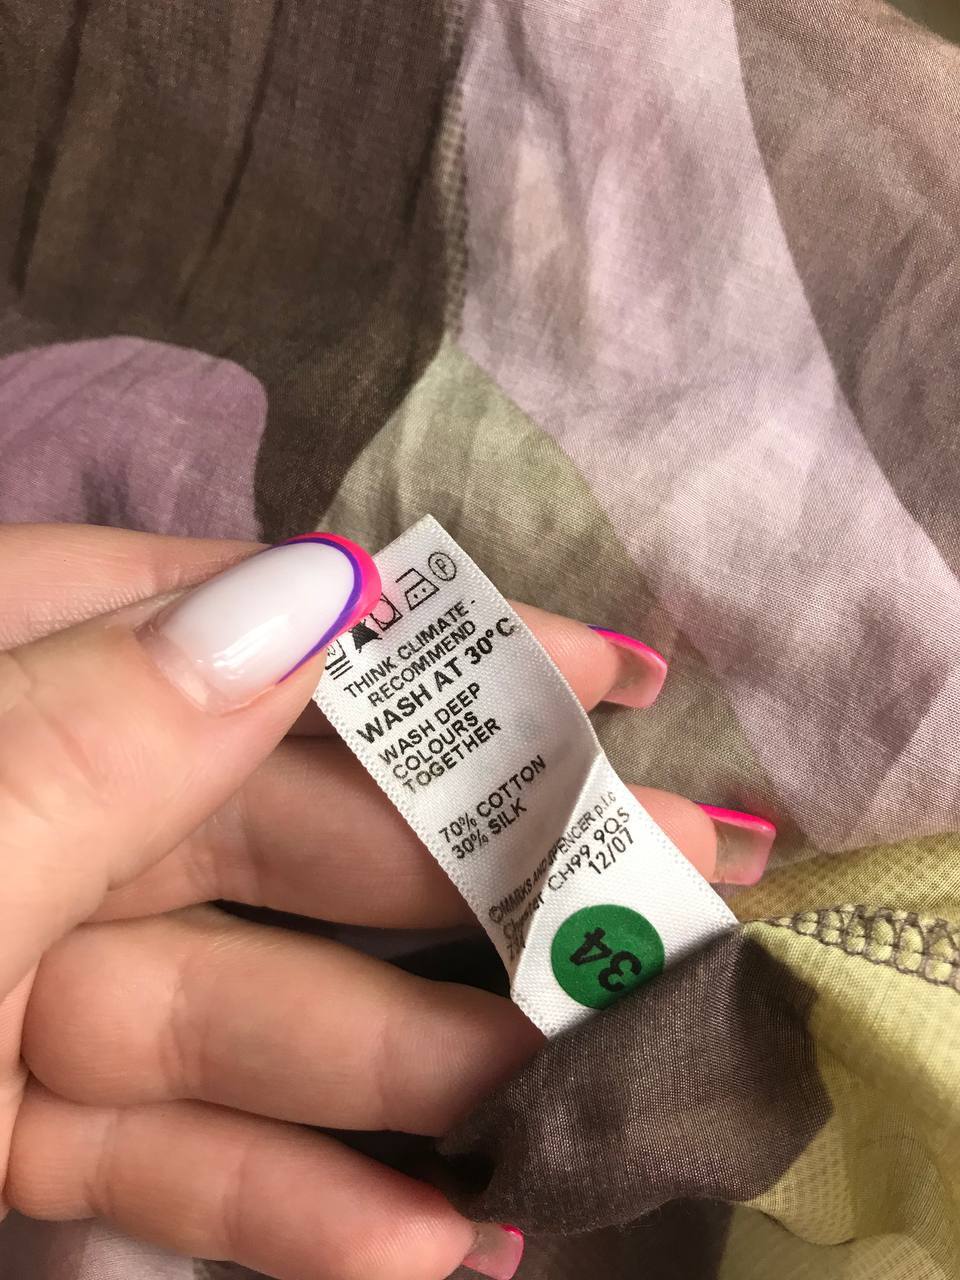 P
THINK CLIMATE -
RECOMMEND
WASH AT 30°C
WASH DEEP
COLOURS
TOGETHER
70% COTTON
30% SILK
©MARKS AND SPENCER p.l.c.
CH99 9QS
12/07
34